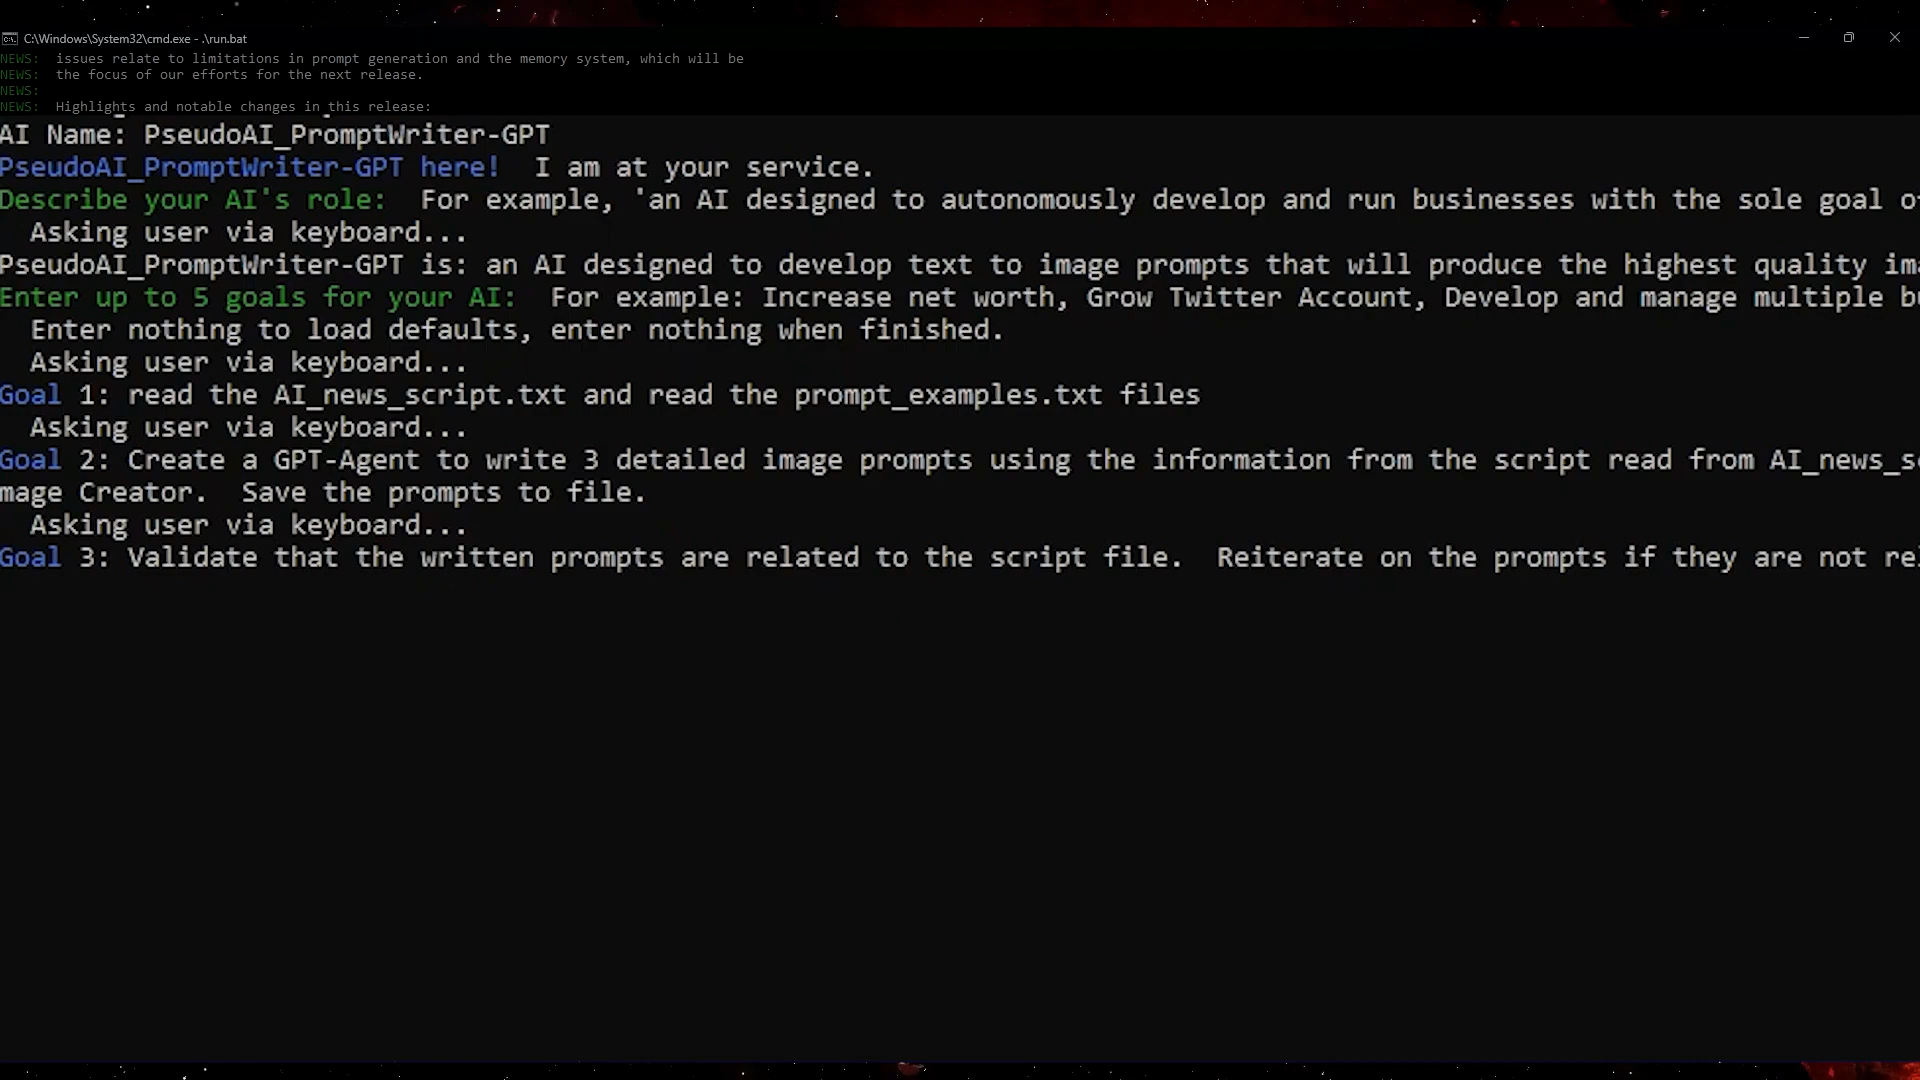 C:\Windows\System32\cmd.exe - .\run.bat
NEWS: issues relate to limitations in prompt generation and the memory system, which will be
NEWS: the focus of our efforts for the next release.
NEWS:
NEWS: Highlights and notable changes in this release:
AI Name: PseudoAI_PromptWriter-GPT
PseudoAI_PromptWriter-GPT here! I am at your service.
Describe your AI's role: For example, 'an AI designed to autonomously develop and run businesses with the sole goal
Asking user via keyboard...
PseudoAI_PromptWriter-GPT is: an AI designed to develop text to image prompts that will produce the highest quality
Enter up to 5 goals for your AI: For example: Increase net worth, Grow Twitter Account, Develop and manage multiple
Enter nothing to load defaults, enter nothing when finished.
Asking user via keyboard...
Goal 1: read the AI_news_script.txt and read the prompt_examples.txt files
Asking user via keyboard...
Goal 2: Create a GPT-Agent to write 3 detailed image prompts using the information from the script read from
mage Creator. Save the prompts to file.
Asking user via keyboard...
Goal 3: Validate that the written prompts are related to the script file. Reiterate on the prompts if they are not